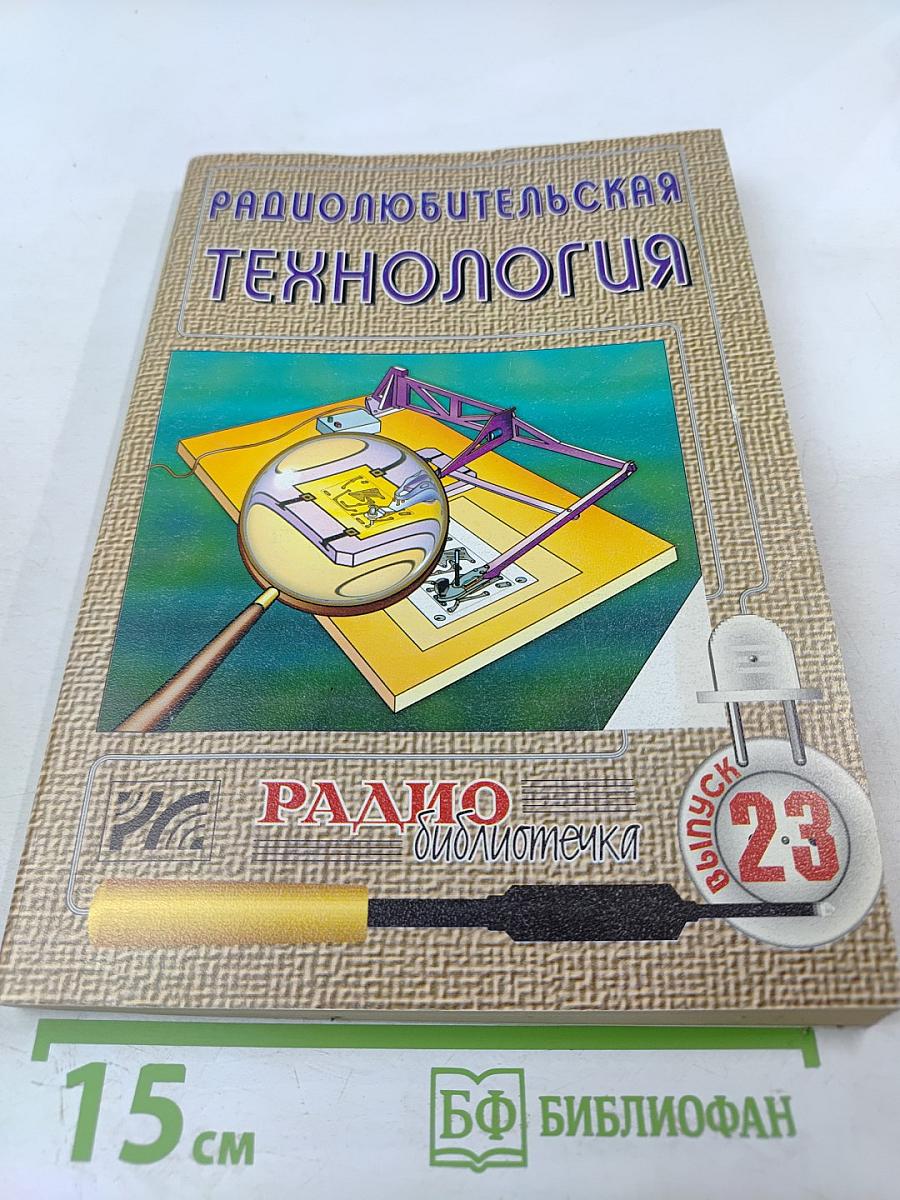 РАДИОЛЮБИТЕЛЬСКАЯ
ТЕХНОЛОГИЯ
РАДИО
библиотечка
ВЫПУСК
23
15 см
БФ БИБЛИОФАН